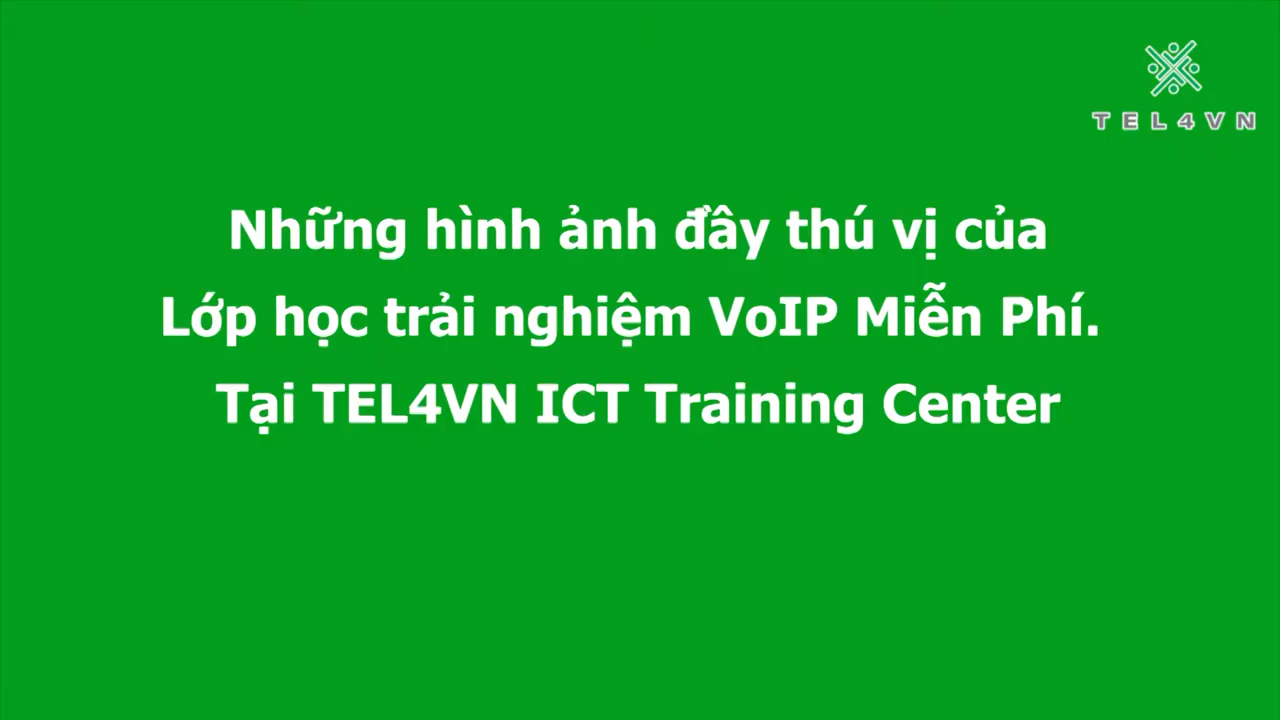 TEL4VN
Những hình ảnh đầy thú vị của
Lớp học trải nghiệm VoIP Miễn Phí.
Tại TEL4VN ICT Training Center